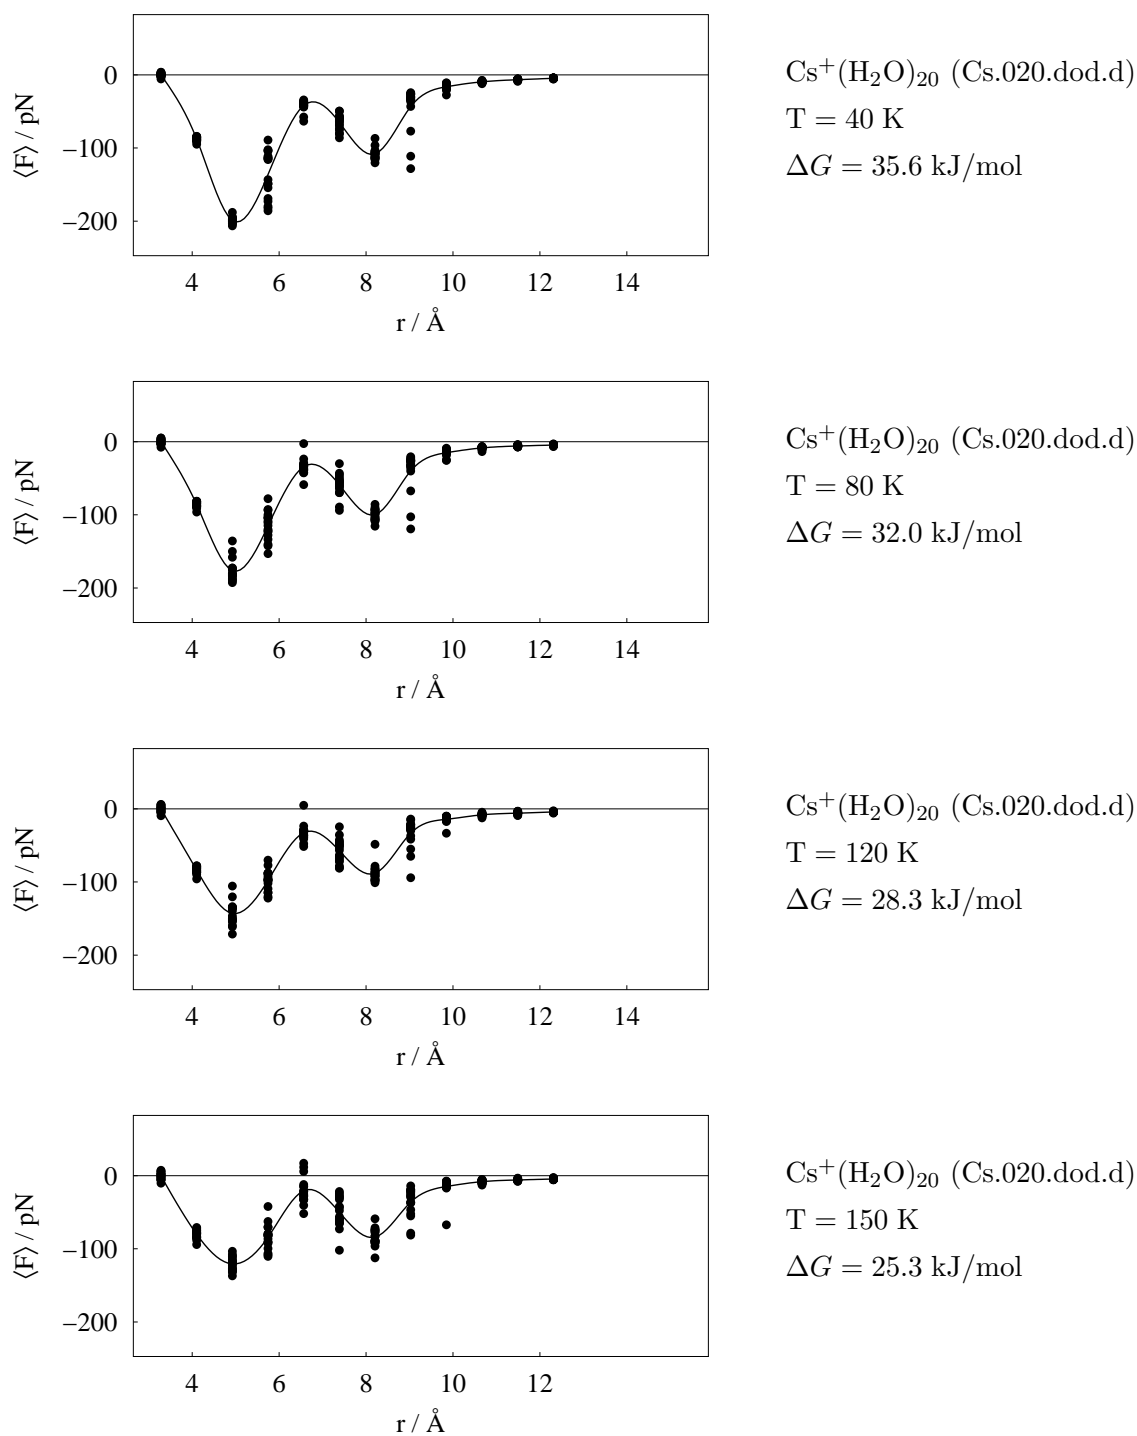 0
−100
−200
⟨F⟩ / pN
4 6 8 10 12 14
r / Å
Cs⁺(H₂O)₂₀ (Cs.020.dod.d)
T = 40 K
ΔG = 35.6 kJ/mol
0
−100
−200
⟨F⟩ / pN
4 6 8 10 12 14
r / Å
Cs⁺(H₂O)₂₀ (Cs.020.dod.d)
T = 80 K
ΔG = 32.0 kJ/mol
0
−100
−200
⟨F⟩ / pN
4 6 8 10 12 14
r / Å
Cs⁺(H₂O)₂₀ (Cs.020.dod.d)
T = 120 K
ΔG = 28.3 kJ/mol
0
−100
−200
⟨F⟩ / pN
4 6 8 10 12
r / Å
Cs⁺(H₂O)₂₀ (Cs.020.dod.d)
T = 150 K
ΔG = 25.3 kJ/mol